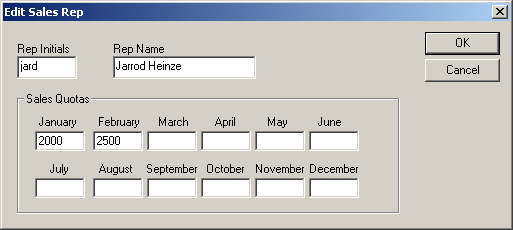 Edit Sales Rep
Rep Initials Rep Name OK
jard Jarrod Heinze
Cancel
Sales Quotas
January February March April May June
2000 2500
July August September October November December